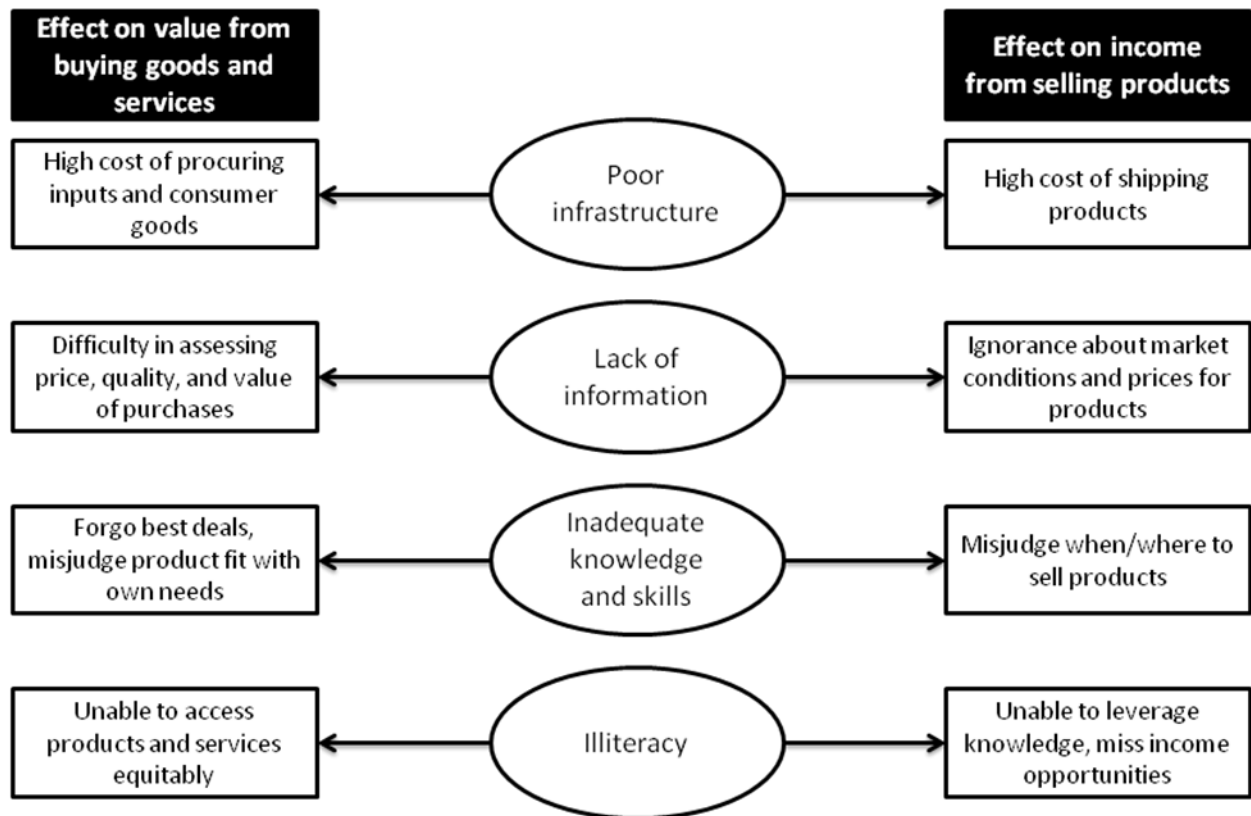 Effect on value from
buying goods and
services
Effect on income
from selling products
High cost of procuring
inputs and consumer
goods
Poor
infrastructure
High cost of shipping
products
Difficulty in assessing
price, quality, and value
of purchases
Lack of
information
Ignorance about market
conditions and prices for
products
Forgo best deals,
misjudge product fit with
own needs
Inadequate
knowledge
and skills
Misjudge when/where to
sell products
Unable to access
products and services
equitably
Illiteracy
Unable to leverage
knowledge, miss income
opportunities